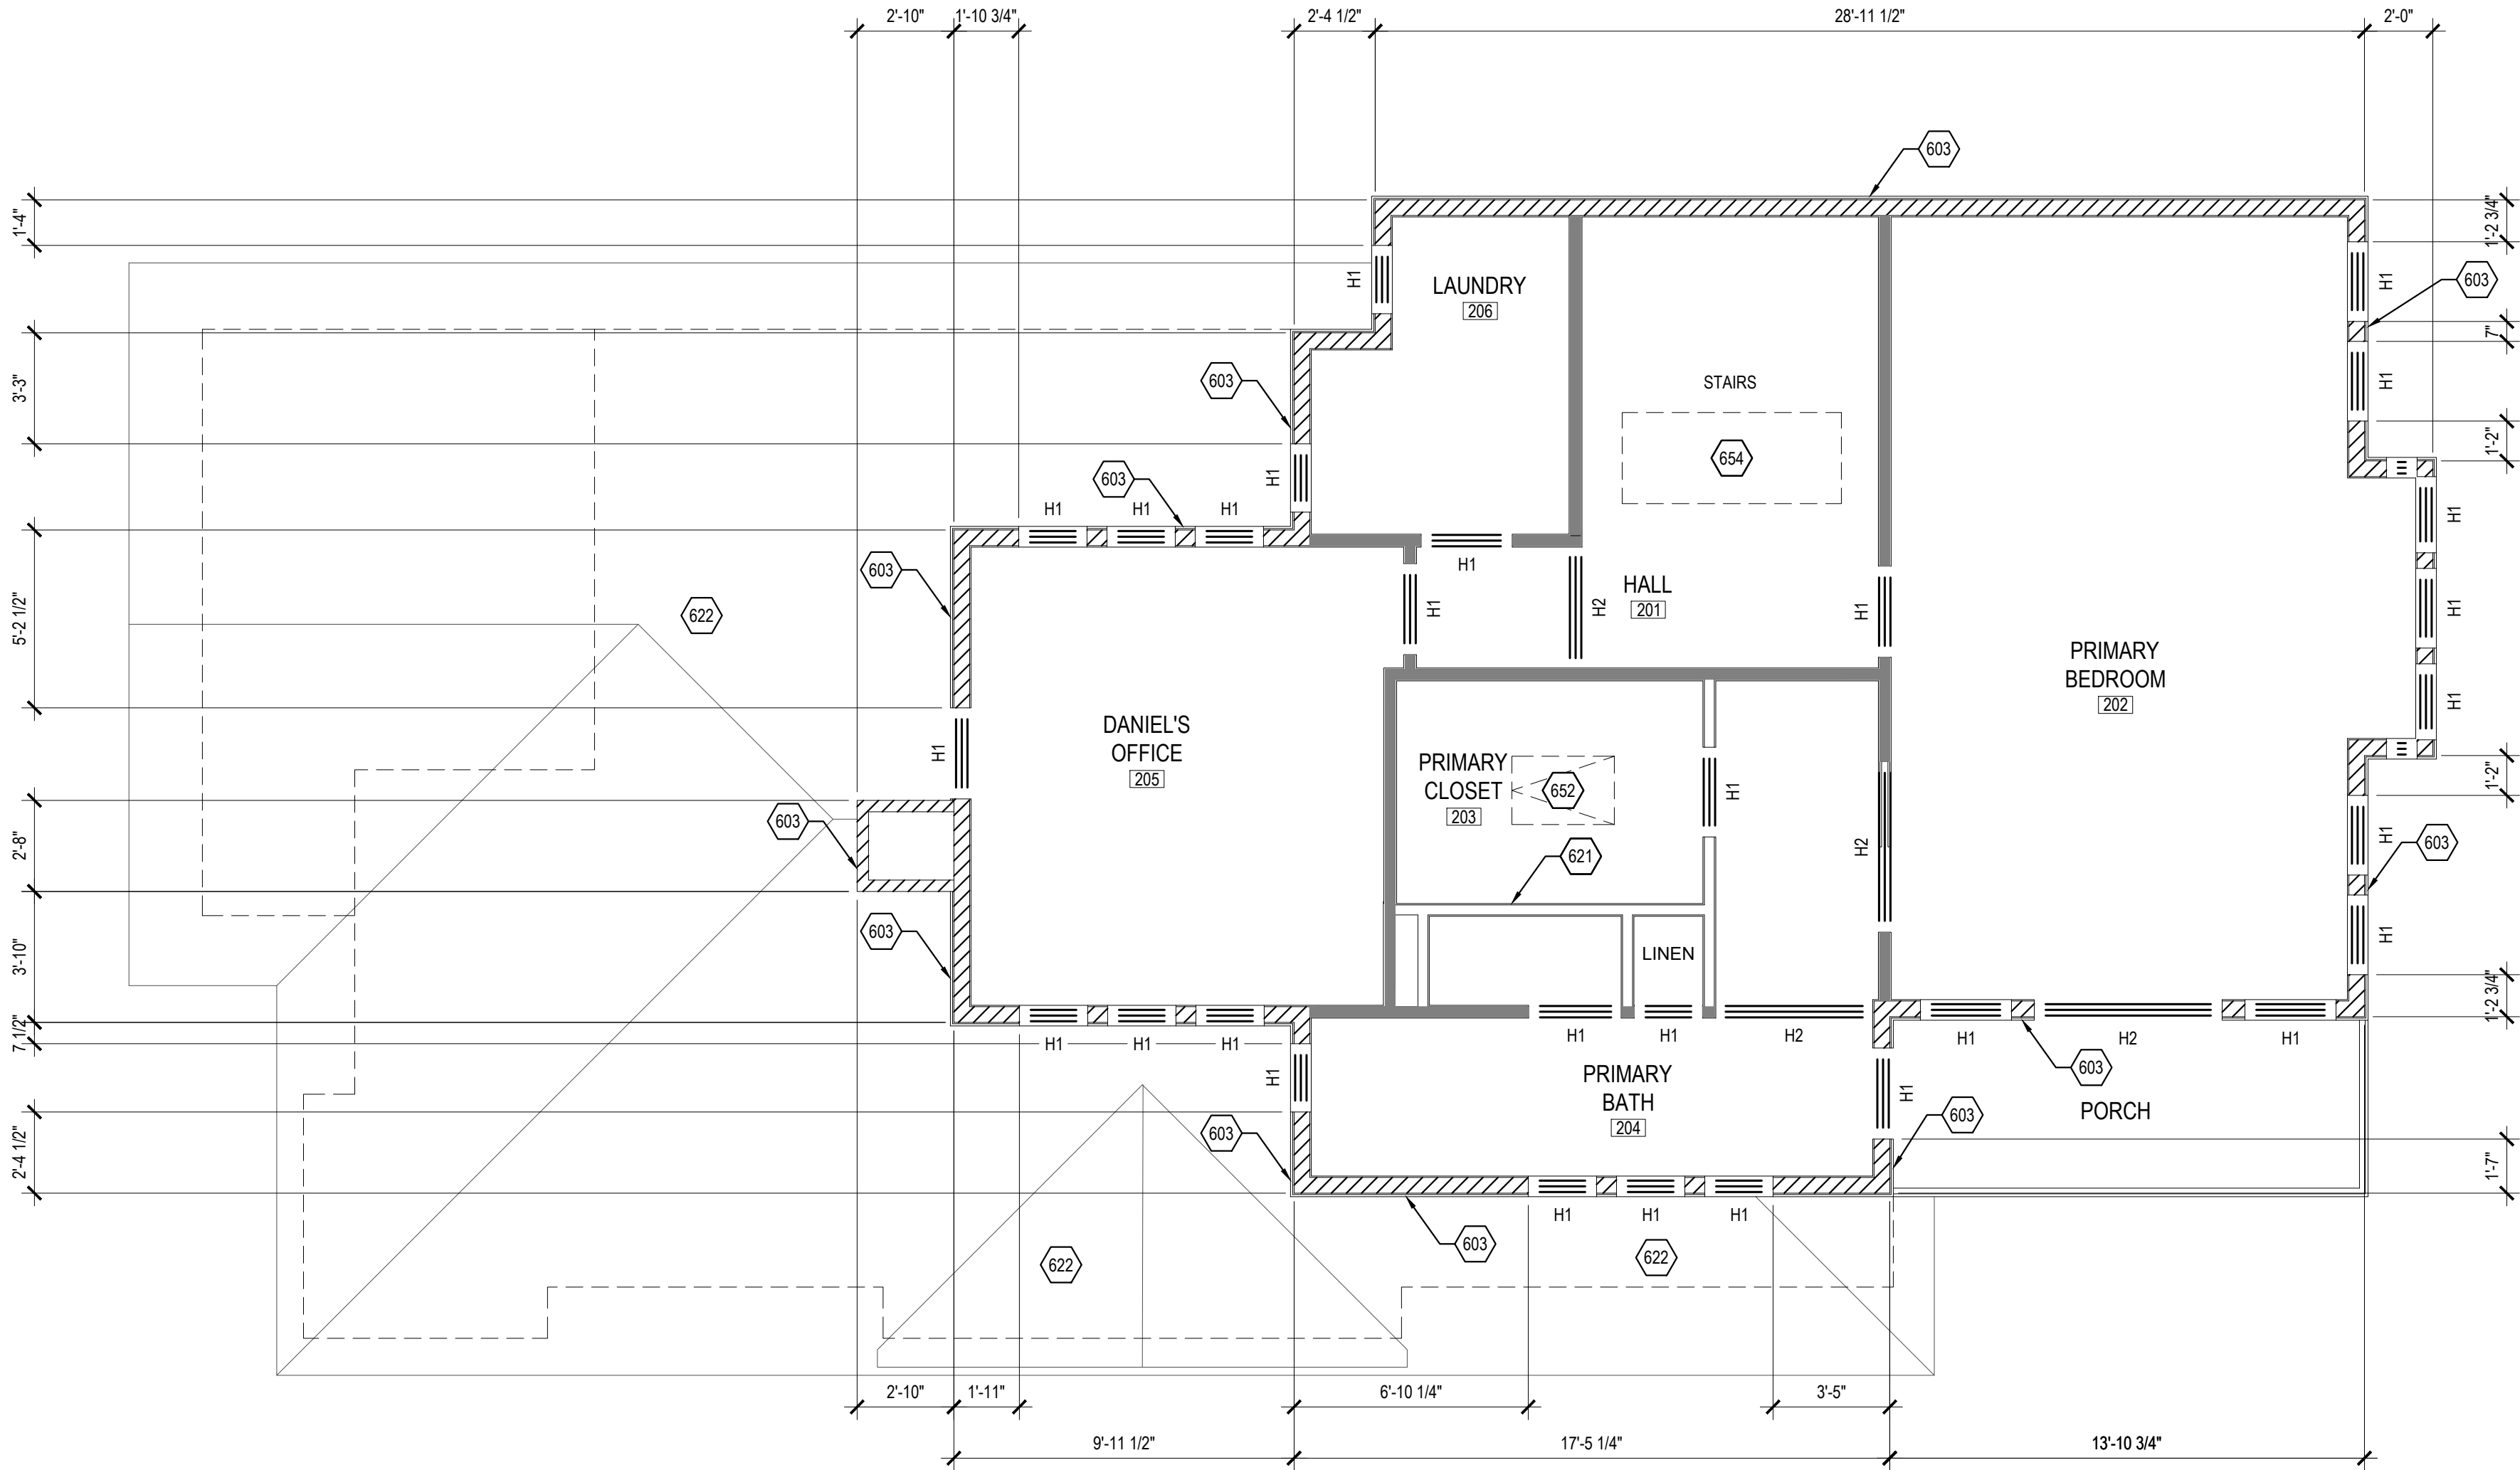 2'-10"
1'-10 3/4"
2'-4 1/2"
28'-11 1/2"
2'-0"
603
1'-4"
1'-2 3/4"
H1
LAUNDRY
206
H1
603
7"
3'-3"
603
STAIRS
H1
654
1'-2"
603
H1
H1
H1
H1
H1
603
H1
H1
H2
HALL
201
H1
H1
5'-2 1/2"
622
PRIMARY
BEDROOM
202
H1
DANIEL'S
OFFICE
205
H1
PRIMARY
CLOSET
203
652
H1
1'-2"
603
2'-8"
621
H2
H1
603
603
3'-10"
LINEN
H1
1'-2 3/4"
7 1/2"
H1
H1
H1
H1
H1
H2
H1
H2
H1
603
H1
PRIMARY
BATH
204
H1
PORCH
603
603
2'-4 1/2"
1'-7"
H1
H1
H1
603
622
622
2'-10"
1'-11"
6'-10 1/4"
3'-5"
9'-11 1/2"
17'-5 1/4"
13'-10 3/4"